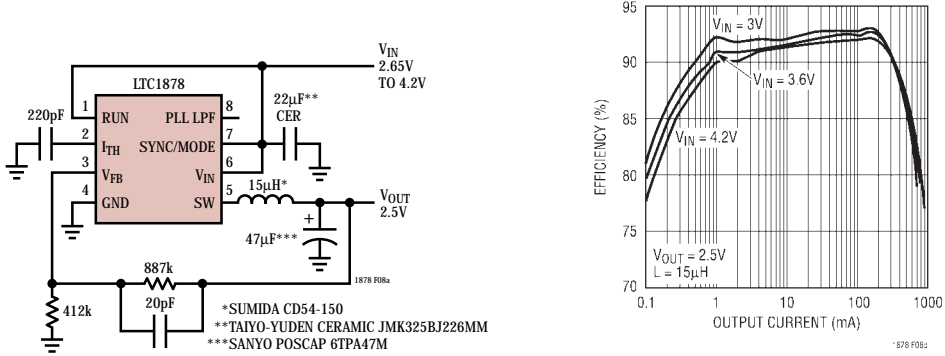 V_IN
2.65V
TO 4.2V
LTC1878
220pF
1
RUN
PLL LPF
8
22µF**
CER
2
I_TH
SYNC/MODE
7
3
V_FB
V_IN
6
4
GND
SW
5
15µH*
V_OUT
2.5V
+
47µF***
887k
1878 F08a
412k
20pF
*SUMIDA CD54-150
**TAIYO-YUDEN CERAMIC JMK325BJ226MM
***SANYO POSCAP 6TPA47M
95
90
85
80
75
70
EFFICIENCY (%)
V_IN = 3V
V_IN = 3.6V
V_IN = 4.2V
V_OUT = 2.5V
L = 15µH
0.1
1
10
100
1000
OUTPUT CURRENT (mA)